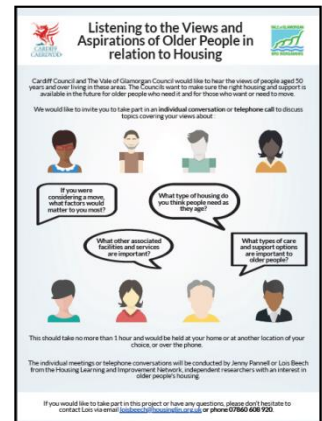 Listening to the Views and
Aspirations of Older People in
relation to Housing
CARDIFF
CAERDYDD
Cardiff Council and The Vale of Glamorgan Council would like to hear the views of people aged 50
years and over living in these areas. The Councils want to make sure the right housing and support is
available in the future for older people who need it and for those who want or need to move.
We would like to invite you to take part in an individual conversation or telephone call to discuss
topics covering your views about:
If you were
considering a move,
what factors would
matter to you most?
What type of housing do
you think people need as
they age?
What other associated
facilities and services
are important?
What types of care
and support options
are important to
older people?
This should take no more than 1 hour and would be held at your home or at another location of your
choice, or over the phone.
The individual meetings or telephone conversations will be conducted by Jenny Pannell or Lois Beech
from the Housing Learning and Improvement Network, independent researchers with an interest in
older people's housing.
If you would like to take part in this project or have any questions, please don't hesitate to
contact Lois via email l.oisbeech@housinglin.org.uk or phone 07860 608 920.